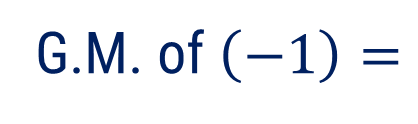 G.M. of (−1) =